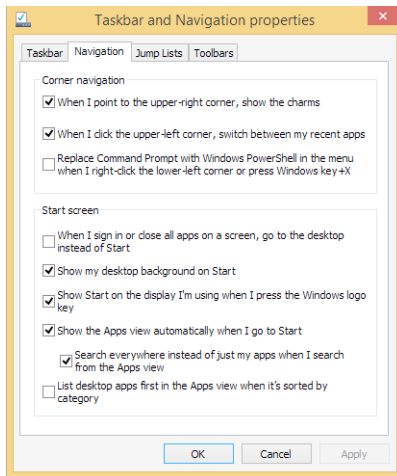 Taskbar and Navigation properties
Taskbar Navigation Jump Lists Toolbars
Corner navigation
When I point to the upper-right corner, show the charms
When I click the upper-left corner, switch between my recent apps
Replace Command Prompt with Windows PowerShell in the menu
when I right-click the lower-left corner or press Windows key+X
Start screen
When I sign in or close all apps on a screen, go to the desktop
instead of Start
Show my desktop background on Start
Show Start on the display I'm using when I press the Windows logo
key
Show the Apps view automatically when I go to Start
Search everywhere instead of just my apps when I search
from the Apps view
List desktop apps first in the Apps view when it's sorted by
category
OK Cancel Apply